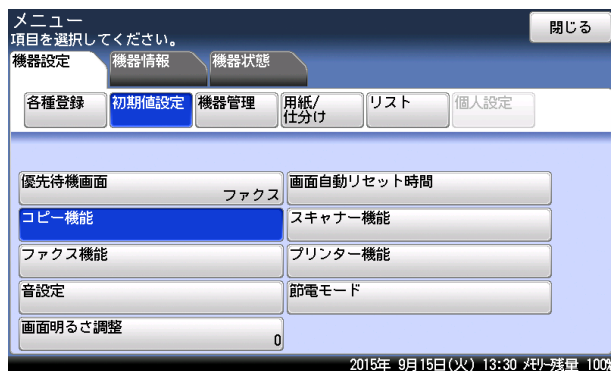 メニュー
項目を選択してください。
閉じる
機器設定 機器情報 機器状態
各種登録 初期値設定 機器管理 用紙/ リスト 個人設定
仕分け
優先待機画面 画面自動リセット時間
ファクス
コピー機能 スキャナー機能
ファクス機能 プリンター機能
音設定 節電モード
画面明るさ調整
0
2015年 9月15日(火) 13:30 メモリー残量 100%